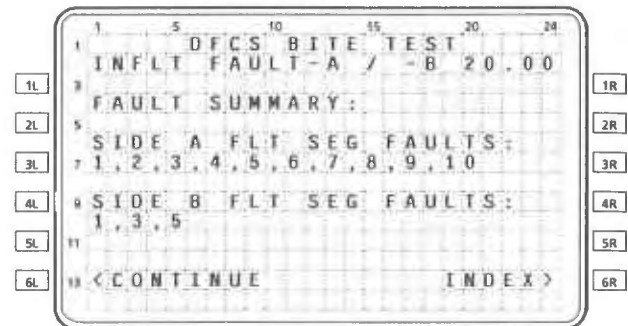 1 5 10 15 20 24
1 DFCS BITE TEST
INFLT FAULT-A / -B 20.00
1L 3 1R
FAULT SUMMARY:
2L 5 2R
SIDE A FLT SEG FAULTS:
3L 7 1,2,3,4,5,6,7,8,9,10 3R
4L 9 SIDE B FLT SEG FAULTS: 4R
1,3,5
5L 11 5R
6L 13 <CONTINUE INDEX> 6R